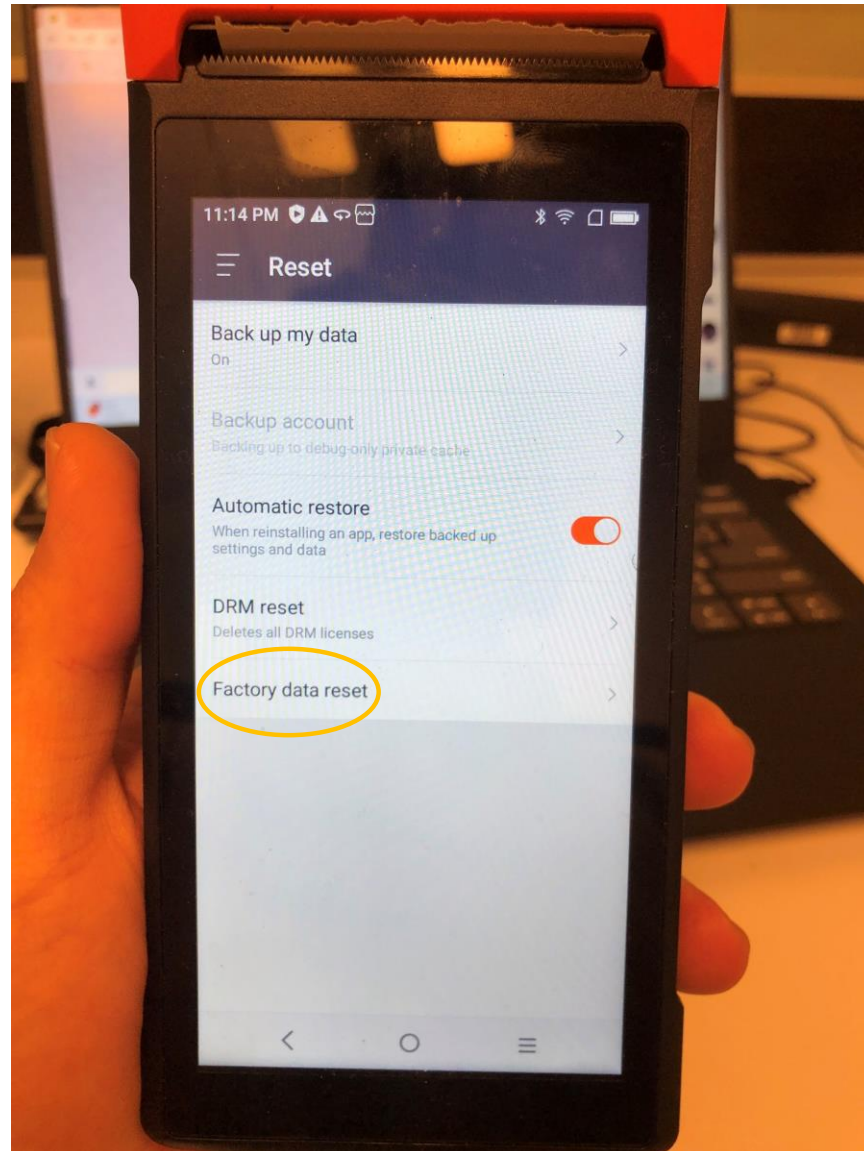 11:14 PM
Reset
Back up my data
On
Backup account
Backing up to debug-only private cache
Automatic restore
When reinstalling an app, restore backed up
settings and data
DRM reset
Deletes all DRM licenses
Factory data reset